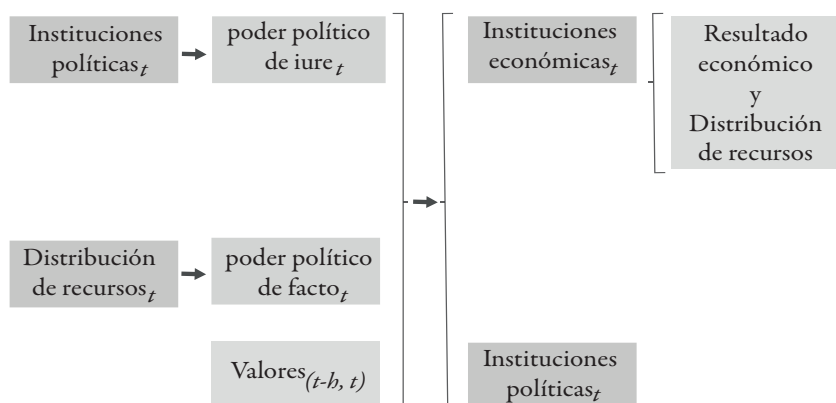 Instituciones
políticas_t
poder político
de iure_t
Instituciones
económicas_t
Resultado
económico
y
Distribución
de recursos
Distribución
de recursos_t
poder político
de facto_t
Valores_(t-h, t)
Instituciones
políticas_t